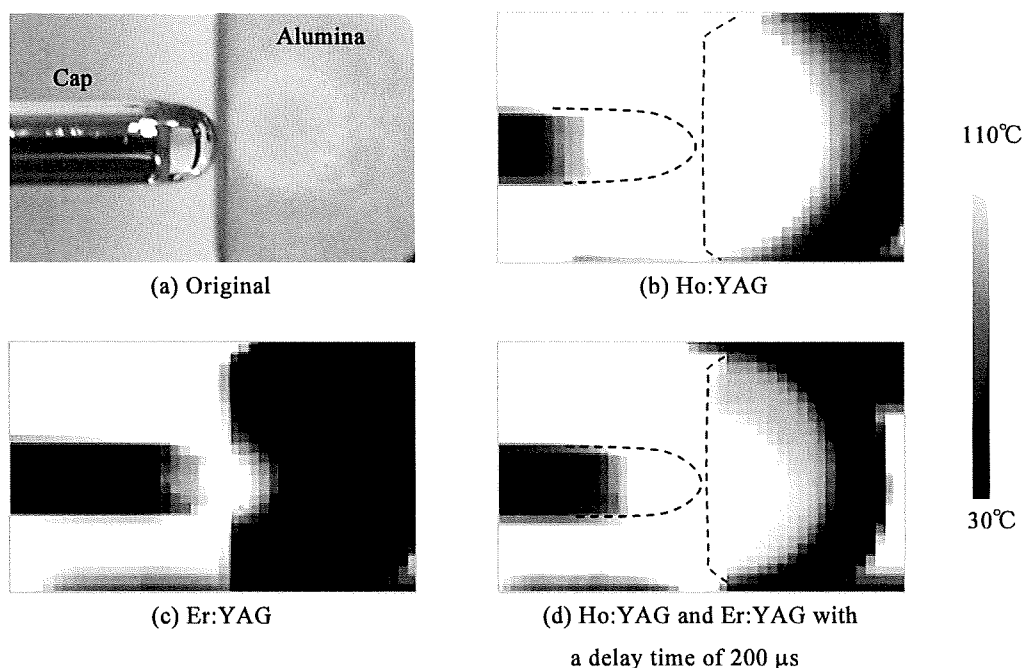 Cap
Alumina
(a) Original
(b) Ho:YAG
110℃
30℃
(c) Er:YAG
(d) Ho:YAG and Er:YAG with
a delay time of 200 μs